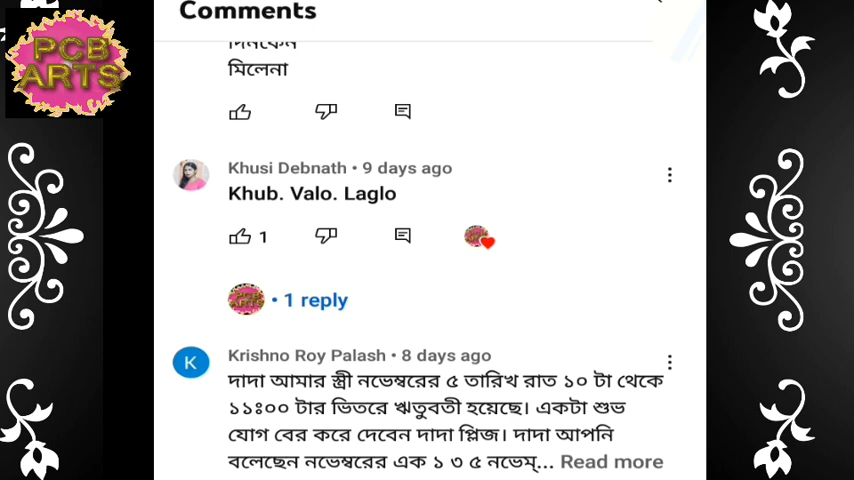 Comments
PCB
ARTS
দিনকেন
মিলেনা
Khusi Debnath • 9 days ago
Khub. Valo. Laglo
1
• 1 reply
K
Krishno Roy Palash • 8 days ago
দাদা আমার স্ত্রী নভেম্বরের ৫ তারিখ রাত ১০ টা থেকে
১১ঃ০০ টার ভিতরে ঋতুবতী হয়েছে। একটা শুভ
যোগ বের করে দেবেন দাদা প্লিজ। দাদা আপনি
বলেছেন নভেম্বরের এক ১ ৩ ৫ নভেম্... Read more